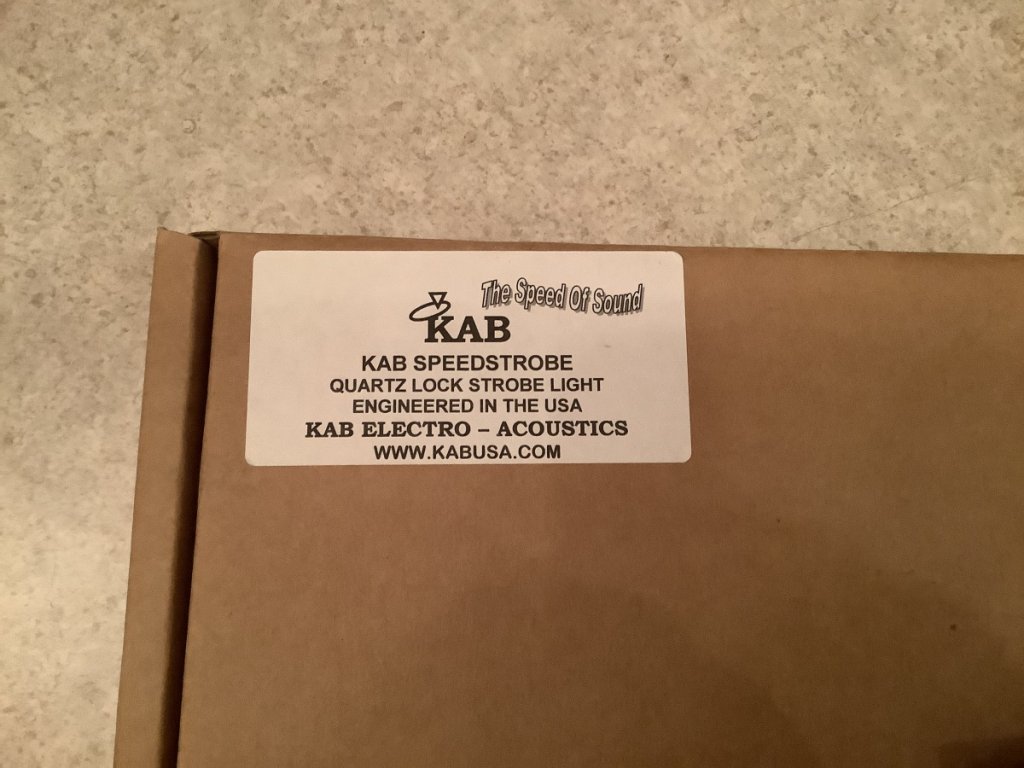 The Speed Of Sound
KAB
KAB SPEEDSTROBE
QUARTZ LOCK STROBE LIGHT
ENGINEERED IN THE USA
KAB ELECTRO – ACOUSTICS
WWW.KABUSA.COM